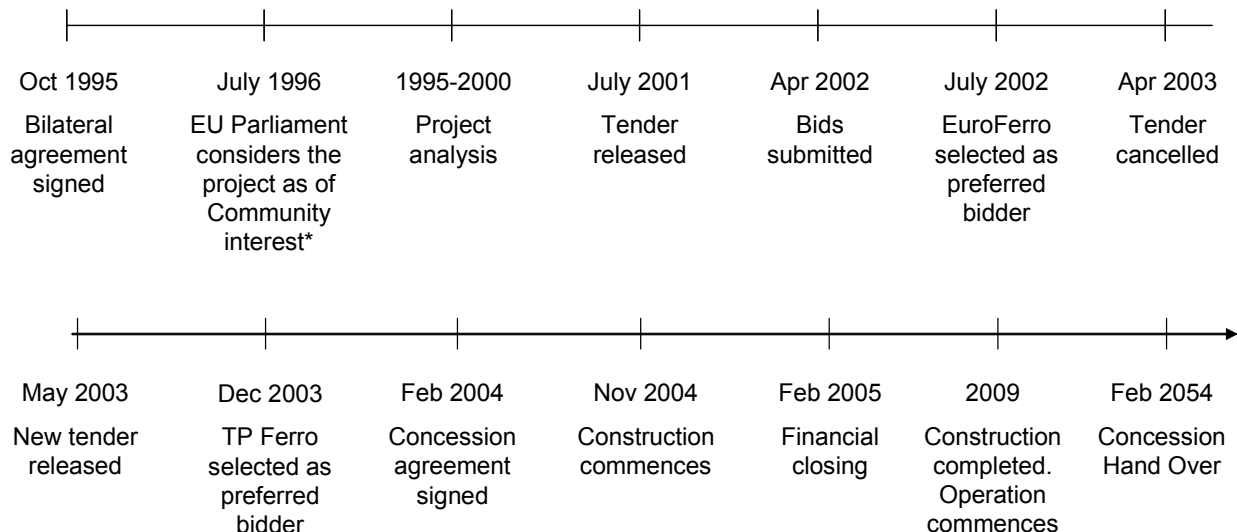 Oct 1995 July 1996 1995-2000 July 2001 Apr 2002 July 2002 Apr 2003
Bilateral
agreement
signed
EU Parliament
considers the
project as of
Community
interest*
Project
analysis
Tender
released
Bids
submitted
EuroFerro
selected as
preferred
bidder
Tender
cancelled
May 2003 Dec 2003 Feb 2004 Nov 2004 Feb 2005 2009 Feb 2054
New tender
released
TP Ferro
selected as
preferred
bidder
Concession
agreement
signed
Construction
commences
Financial
closing
Construction
completed.
Operation
commences
Concession
Hand Over